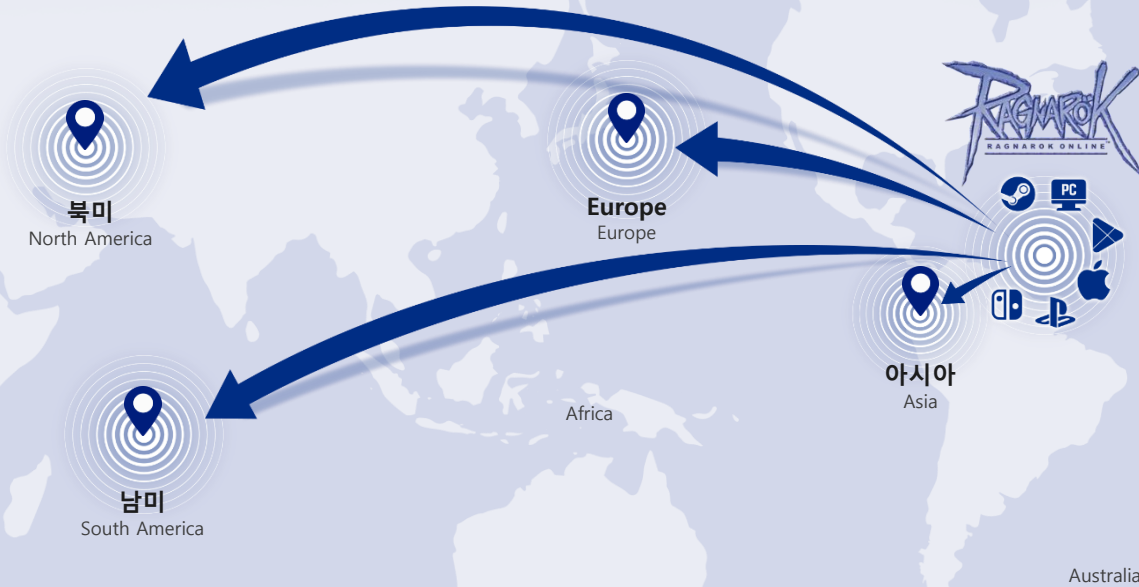 RAGNARÖK
RAGNAROK ONLINE
PC
북미
North America
Europe
Europe
아시아
Asia
Africa
남미
South America
Australia